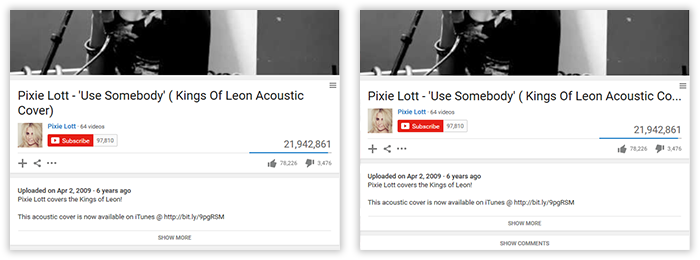 Pixie Lott - 'Use Somebody' ( Kings Of Leon Acoustic
Cover)
Pixie Lott · 64 videos
Subscribe 97,810
21,942,861
78,226 3,476
Uploaded on Apr 2, 2009 · 6 years ago
Pixie Lott covers the Kings of Leon!
This acoustic cover is now available on iTunes @ http://bit.ly/9pgRSM
SHOW MORE
Pixie Lott - 'Use Somebody' ( Kings Of Leon Acoustic Co...
Pixie Lott · 64 videos
Subscribe 97,810
21,942,861
78,226 3,476
Uploaded on Apr 2, 2009 · 6 years ago
Pixie Lott covers the Kings of Leon!
This acoustic cover is now available on iTunes @ http://bit.ly/9pgRSM
SHOW MORE
SHOW COMMENTS